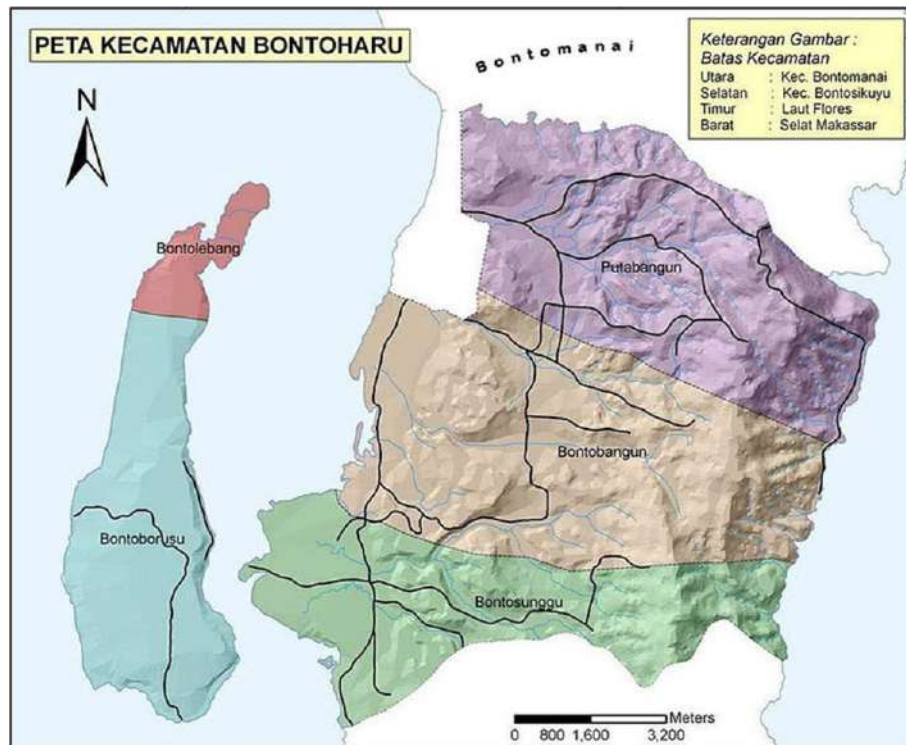 PETA KECAMATAN BONTOHARU
Bontomanai
Keterangan Gambar :
Batas Kecamatan
Utara : Kec. Bontomanai
Selatan : Kec. Bontosikuyu
Timur : Laut Flores
Barat : Selat Makassar
N
Bontolebang
Putabangun
Bontobangun
Bontoborusu
Bontosunggu
Meters
0 800 1,600 3,200